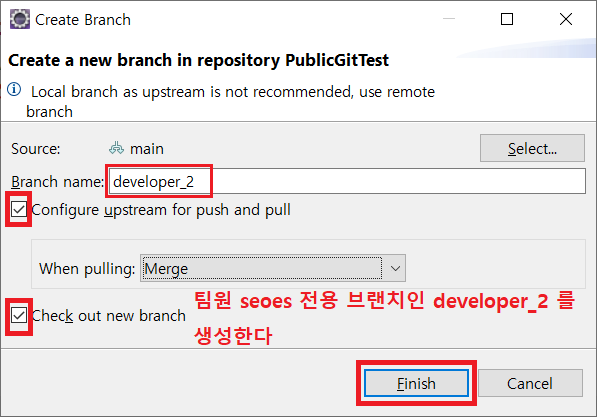 Create Branch
Create a new branch in repository PublicGitTest
Local branch as upstream is not recommended, use remote
branch
Source: main Select...
Branch name: developer_2
Configure upstream for push and pull
When pulling: Merge
Check out new branch
팀원 seoes 전용 브랜치인 developer_2 를
생성한다
Finish Cancel